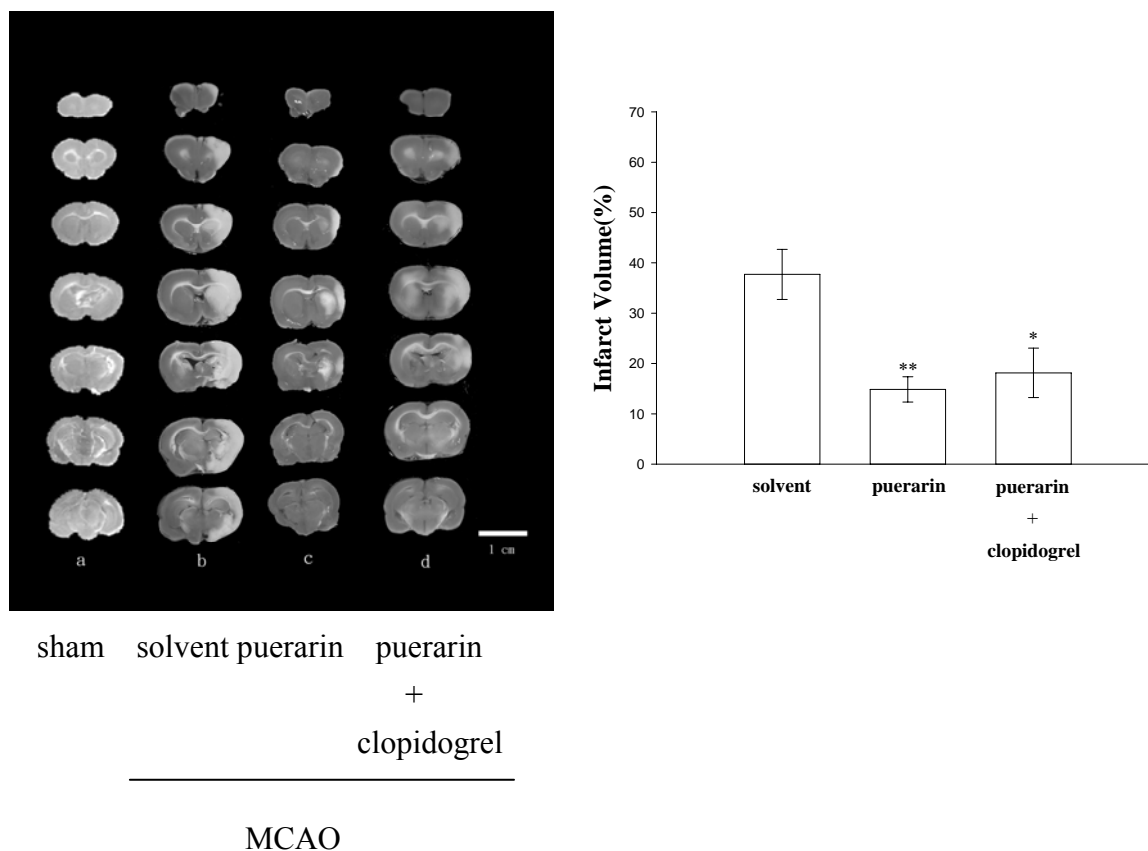 a b c d
1 cm
sham solvent puerarin puerarin
+
clopidogrel
MCAO
Infarct Volume(%)
70
60
50
40
30
20
10
0
**
*
solvent puerarin puerarin
+
clopidogrel